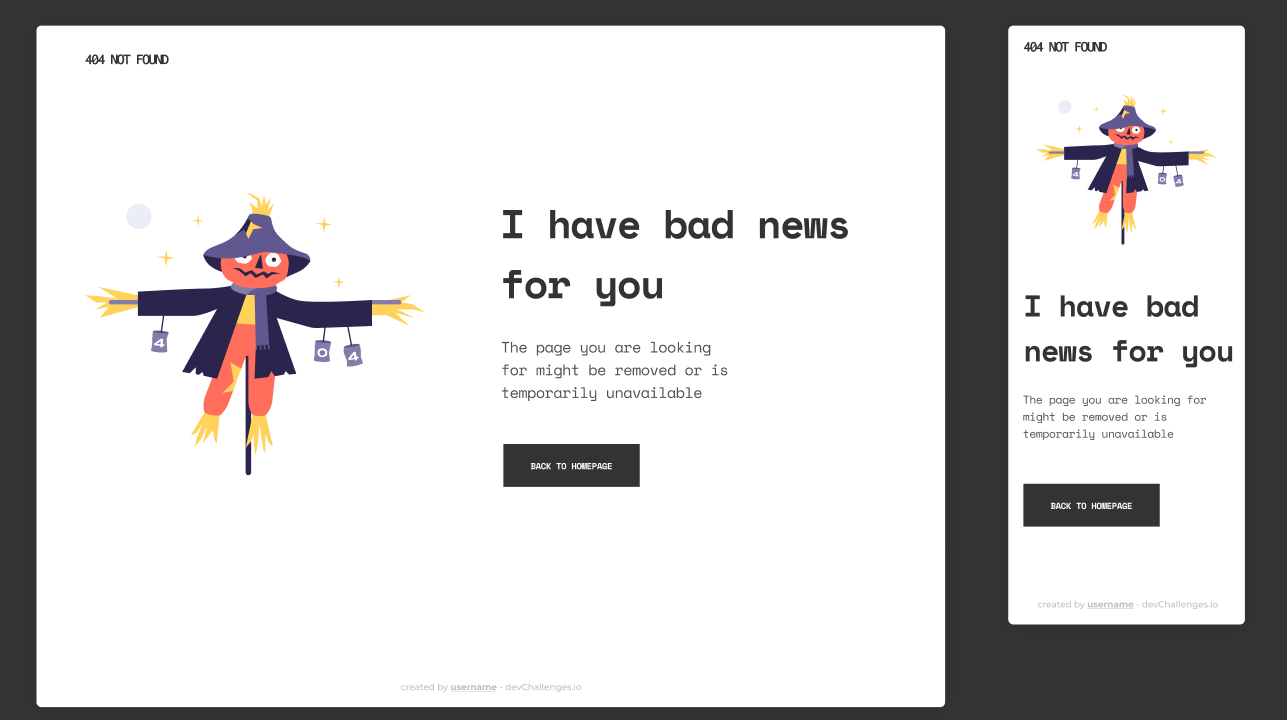 404 NOT FOUND
4
0
4
I have bad news
for you
The page you are looking
for might be removed or is
temporarily unavailable
BACK TO HOMEPAGE
created by username - devChallenges.io
404 NOT FOUND
4
0
4
I have bad
news for you
The page you are looking for
might be removed or is
temporarily unavailable
BACK TO HOMEPAGE
created by username - devChallenges.io